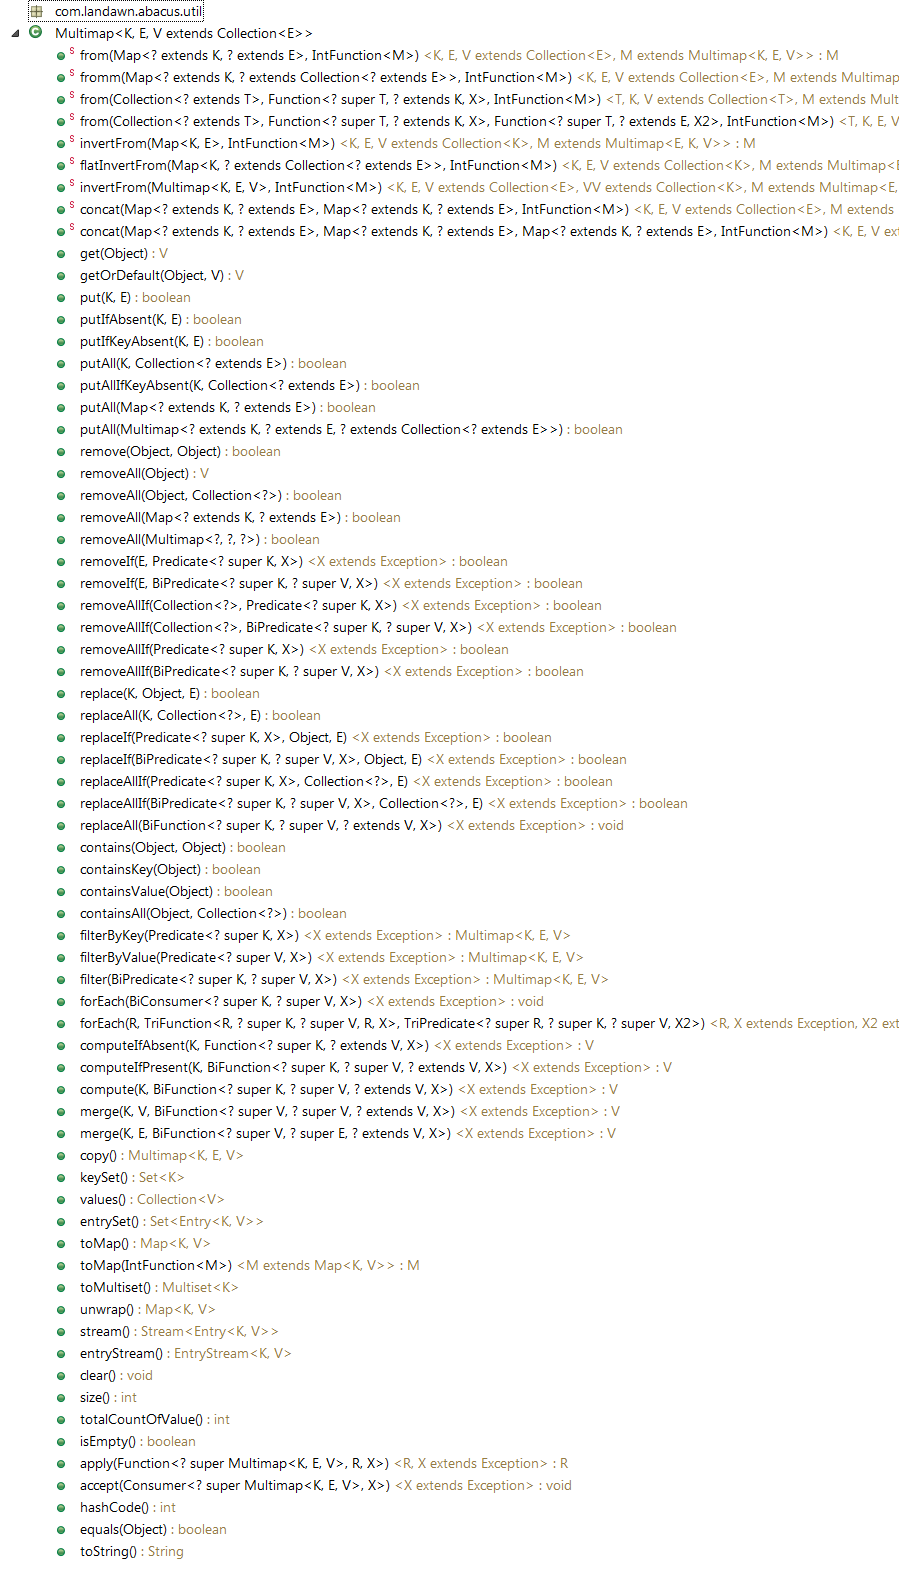 com.landawn.abacus.util
Multimap<K, E, V extends Collection<E>>
S from(Map<? extends K, ? extends E>, IntFunction<M>) <K, E, V extends Collection<E>, M extends Multimap<K, E, V>> : M
S fromm(Map<? extends K, ? extends Collection<? extends E>>, IntFunction<M>) <K, E, V extends Collection<E>, M extends Multimap
S from(Collection<? extends T>, Function<? super T, ? extends K, X>, IntFunction<M>) <T, K, V extends Collection<T>, M extends Mult
S from(Collection<? extends T>, Function<? super T, ? extends K, X>, Function<? super T, ? extends E, X2>, IntFunction<M>) <T, K, E, V
S invertFrom(Map<K, E>, IntFunction<M>) <K, E, V extends Collection<K>, M extends Multimap<E, K, V>> : M
S flatInvertFrom(Map<K, ? extends Collection<? extends E>>, IntFunction<M>) <K, E, V extends Collection<K>, M extends Multimap<E
S invertFrom(Multimap<K, E, V>, IntFunction<M>) <K, E, V extends Collection<E>, VV extends Collection<K>, M extends Multimap<E,
S concat(Map<? extends K, ? extends E>, Map<? extends K, ? extends E>, IntFunction<M>) <K, E, V extends Collection<E>, M extends
S concat(Map<? extends K, ? extends E>, Map<? extends K, ? extends E>, Map<? extends K, ? extends E>, IntFunction<M>) <K, E, V ext
get(Object) : V
getOrDefault(Object, V) : V
put(K, E) : boolean
putIfAbsent(K, E) : boolean
putIfKeyAbsent(K, E) : boolean
putAll(K, Collection<? extends E>) : boolean
putAllIfKeyAbsent(K, Collection<? extends E>) : boolean
putAll(Map<? extends K, ? extends E>) : boolean
putAll(Multimap<? extends K, ? extends E, ? extends Collection<? extends E>>) : boolean
remove(Object, Object) : boolean
removeAll(Object) : V
removeAll(Object, Collection<?>) : boolean
removeAll(Map<? extends K, ? extends E>) : boolean
removeAll(Multimap<?, ?, ?>) : boolean
removeIf(E, Predicate<? super K, X>) <X extends Exception> : boolean
removeIf(E, BiPredicate<? super K, ? super V, X>) <X extends Exception> : boolean
removeAllIf(Collection<?>, Predicate<? super K, X>) <X extends Exception> : boolean
removeAllIf(Collection<?>, BiPredicate<? super K, ? super V, X>) <X extends Exception> : boolean
removeAllIf(Predicate<? super K, X>) <X extends Exception> : boolean
removeAllIf(BiPredicate<? super K, ? super V, X>) <X extends Exception> : boolean
replace(K, Object, E) : boolean
replaceAll(K, Collection<?>, E) : boolean
replaceIf(Predicate<? super K, X>, Object, E) <X extends Exception> : boolean
replaceIf(BiPredicate<? super K, ? super V, X>, Object, E) <X extends Exception> : boolean
replaceAllIf(Predicate<? super K, X>, Collection<?>, E) <X extends Exception> : boolean
replaceAllIf(BiPredicate<? super K, ? super V, X>, Collection<?>, E) <X extends Exception> : boolean
replaceAll(BiFunction<? super K, ? super V, ? extends V, X>) <X extends Exception> : void
contains(Object, Object) : boolean
containsKey(Object) : boolean
containsValue(Object) : boolean
containsAll(Object, Collection<?>) : boolean
filterByKey(Predicate<? super K, X>) <X extends Exception> : Multimap<K, E, V>
filterByValue(Predicate<? super V, X>) <X extends Exception> : Multimap<K, E, V>
filter(BiPredicate<? super K, ? super V, X>) <X extends Exception> : Multimap<K, E, V>
forEach(BiConsumer<? super K, ? super V, X>) <X extends Exception> : void
forEach(R, TriFunction<R, ? super K, ? super V, R, X>, TriPredicate<? super R, ? super K, ? super V, X2>) <R, X extends Exception, X2 ext
computeIfAbsent(K, Function<? super K, ? extends V, X>) <X extends Exception> : V
computeIfPresent(K, BiFunction<? super K, ? super V, ? extends V, X>) <X extends Exception> : V
compute(K, BiFunction<? super K, ? super V, ? extends V, X>) <X extends Exception> : V
merge(K, V, BiFunction<? super V, ? super V, ? extends V, X>) <X extends Exception> : V
merge(K, E, BiFunction<? super V, ? super E, ? extends V, X>) <X extends Exception> : V
copy() : Multimap<K, E, V>
keySet() : Set<K>
values() : Collection<V>
entrySet() : Set<Entry<K, V>>
toMap() : Map<K, V>
toMap(IntFunction<M>) <M extends Map<K, V>> : M
toMultiset() : Multiset<K>
unwrap() : Map<K, V>
stream() : Stream<Entry<K, V>>
entryStream() : EntryStream<K, V>
clear() : void
size() : int
totalCountOfValue() : int
isEmpty() : boolean
apply(Function<? super Multimap<K, E, V>, R, X>) <R, X extends Exception> : R
accept(Consumer<? super Multimap<K, E, V>, X>) <X extends Exception> : void
hashCode() : int
equals(Object) : boolean
toString() : String